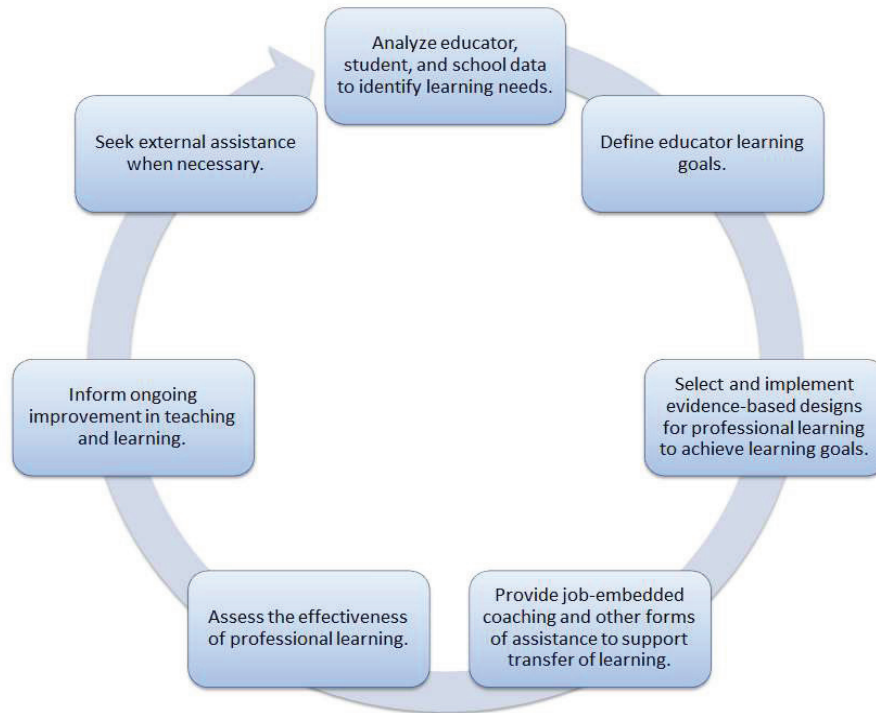 Analyze educator,
student, and school data
to identify learning needs.
Define educator learning
goals.
Select and implement
evidence-based designs
for professional learning
to achieve learning goals.
Provide job-embedded
coaching and other forms
of assistance to support
transfer of learning.
Assess the effectiveness
of professional learning.
Inform ongoing
improvement in teaching
and learning.
Seek external assistance
when necessary.